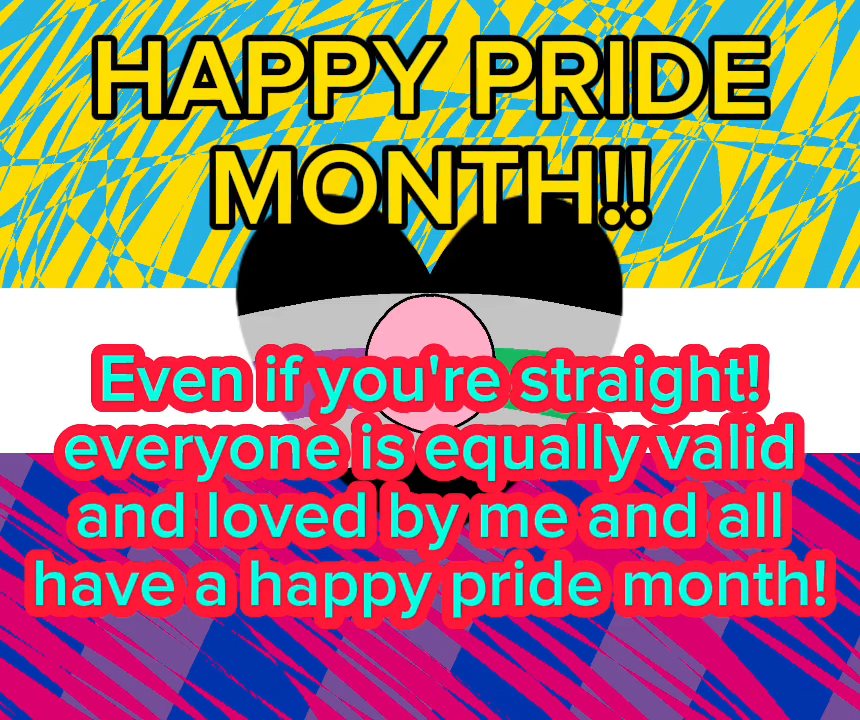 HAPPY PRIDE
MONTH!!
Even if you're straight!
everyone is equally valid
and loved by me and all
have a happy pride month!